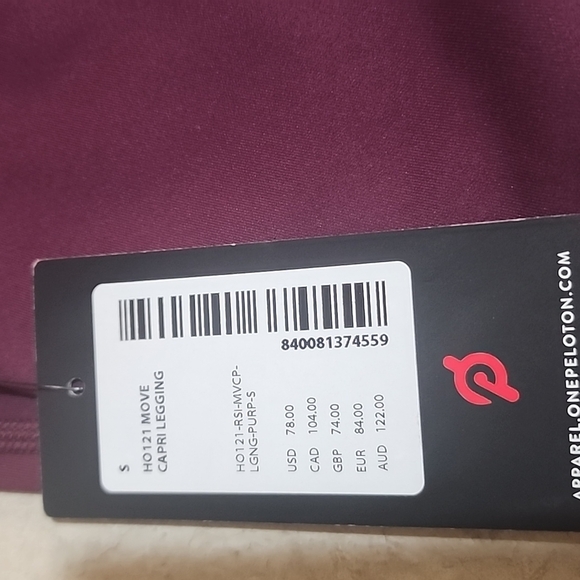 840081374559
S
HO121 MOVE
CAPRI LEGGING
HO121-RSI-MVCP-
LGNG-PURP-S
USD 78.00
CAD 104.00
GBP 74.00
EUR 84.00
AUD 122.00
APPAREL.ONEPELOTON.COM